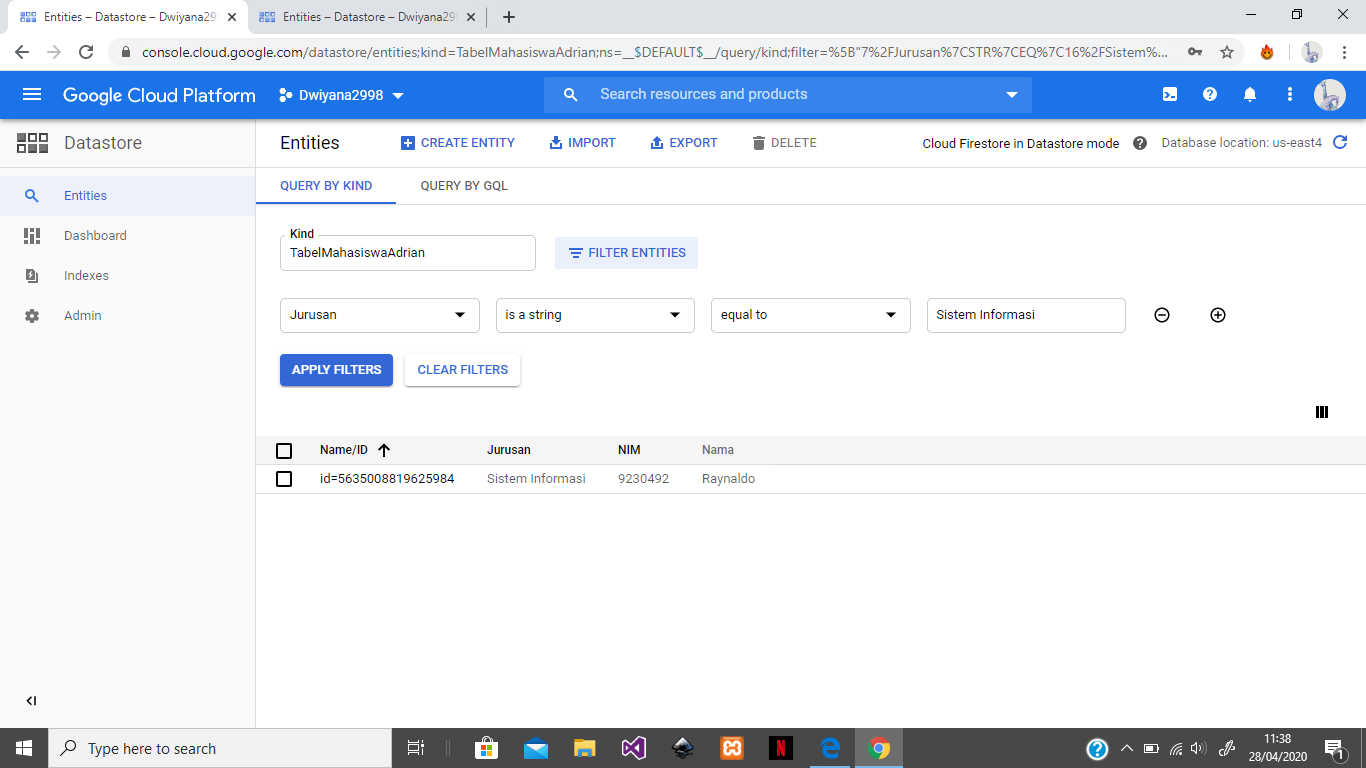 Entities – Datastore – Dwiyana299
Entities – Datastore – Dwiyana299
console.cloud.google.com/datastore/entities;kind=TabelMahasiswaAdrian;ns=__$DEFAULT$__/query/kind;filter=%5B"7%2FJurusan%7CSTR%7CEQ%7C16%2FSistem%...
Google Cloud Platform
Dwiyana2998
Search resources and products
Datastore
Entities
CREATE ENTITY
IMPORT
EXPORT
DELETE
Cloud Firestore in Datastore mode
Database location: us-east4
Entities
Dashboard
Indexes
Admin
QUERY BY KIND
QUERY BY GQL
Kind
TabelMahasiswaAdrian
FILTER ENTITIES
Jurusan
is a string
equal to
Sistem Informasi
APPLY FILTERS
CLEAR FILTERS
Name/ID Jurusan NIM Nama
id=5635008819625984 Sistem Informasi 9230492 Raynaldo
Type here to search
N
11:38
28/04/2020
1